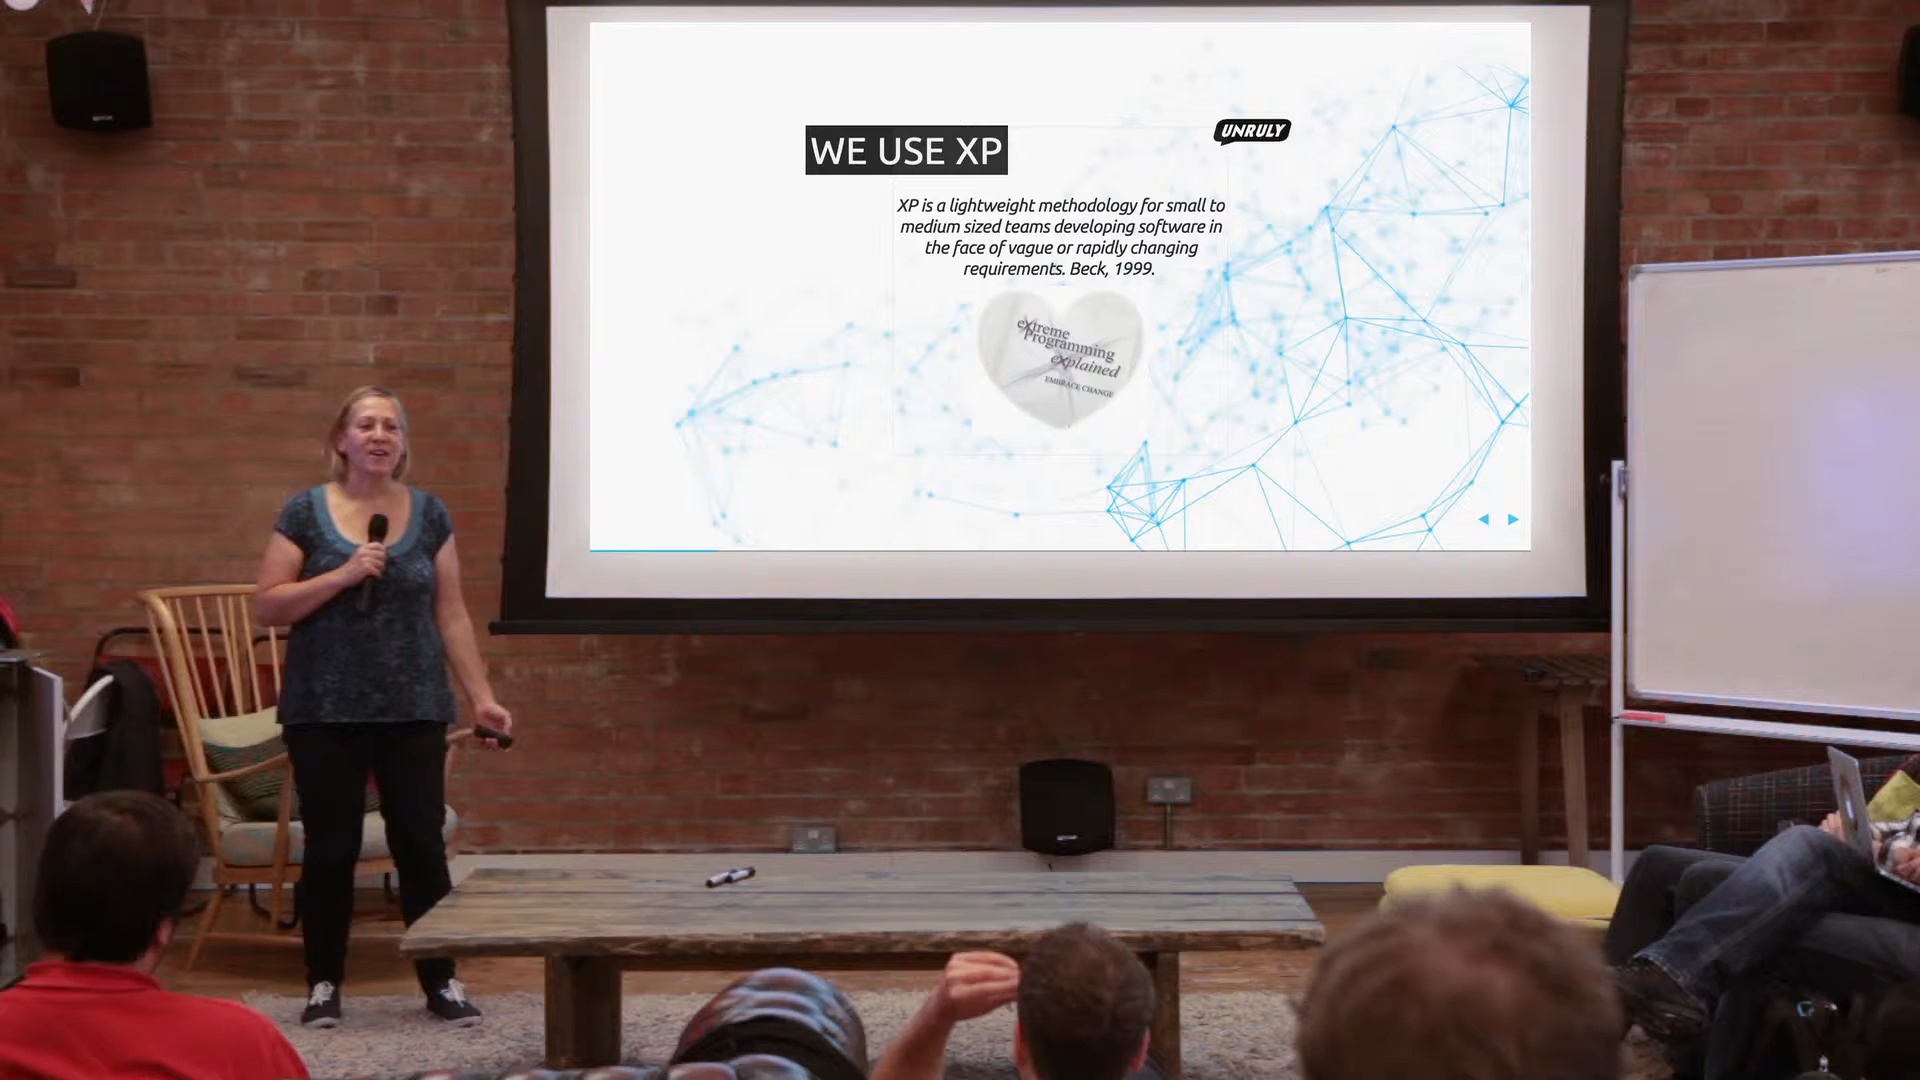 WE USE XP
UNRULY
XP is a lightweight methodology for small to
medium sized teams developing software in
the face of vague or rapidly changing
requirements. Beck, 1999.
eXtreme
Programming
eXplained
EMBRACE CHANGE